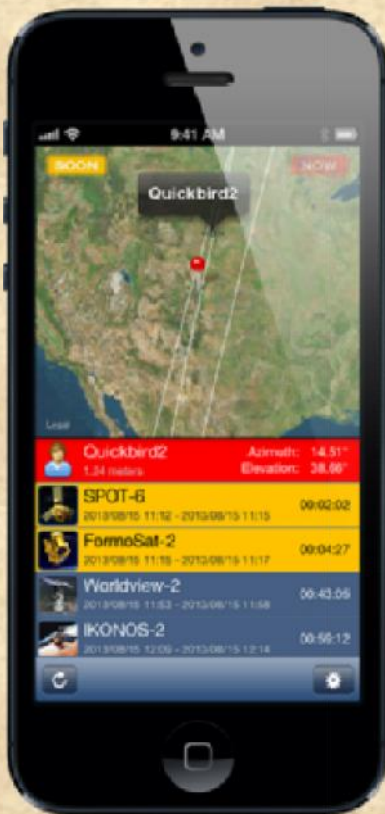 9:41 AM
SOON
NOW
Quickbird2
Legal
Quickbird2
Azimuth: 14.51°
1.34 meters
Elevation: 38.66°
SPOT-6
00:02:02
2013/08/15 11:12 - 2013/08/15 11:15
FormoSat-2
00:04:27
2013/08/15 11:15 - 2013/08/15 11:17
Worldview-2
00:43:06
2013/08/15 11:53 - 2013/08/15 11:58
IKONOS-2
00:59:12
2013/08/15 12:09 - 2013/08/15 12:14